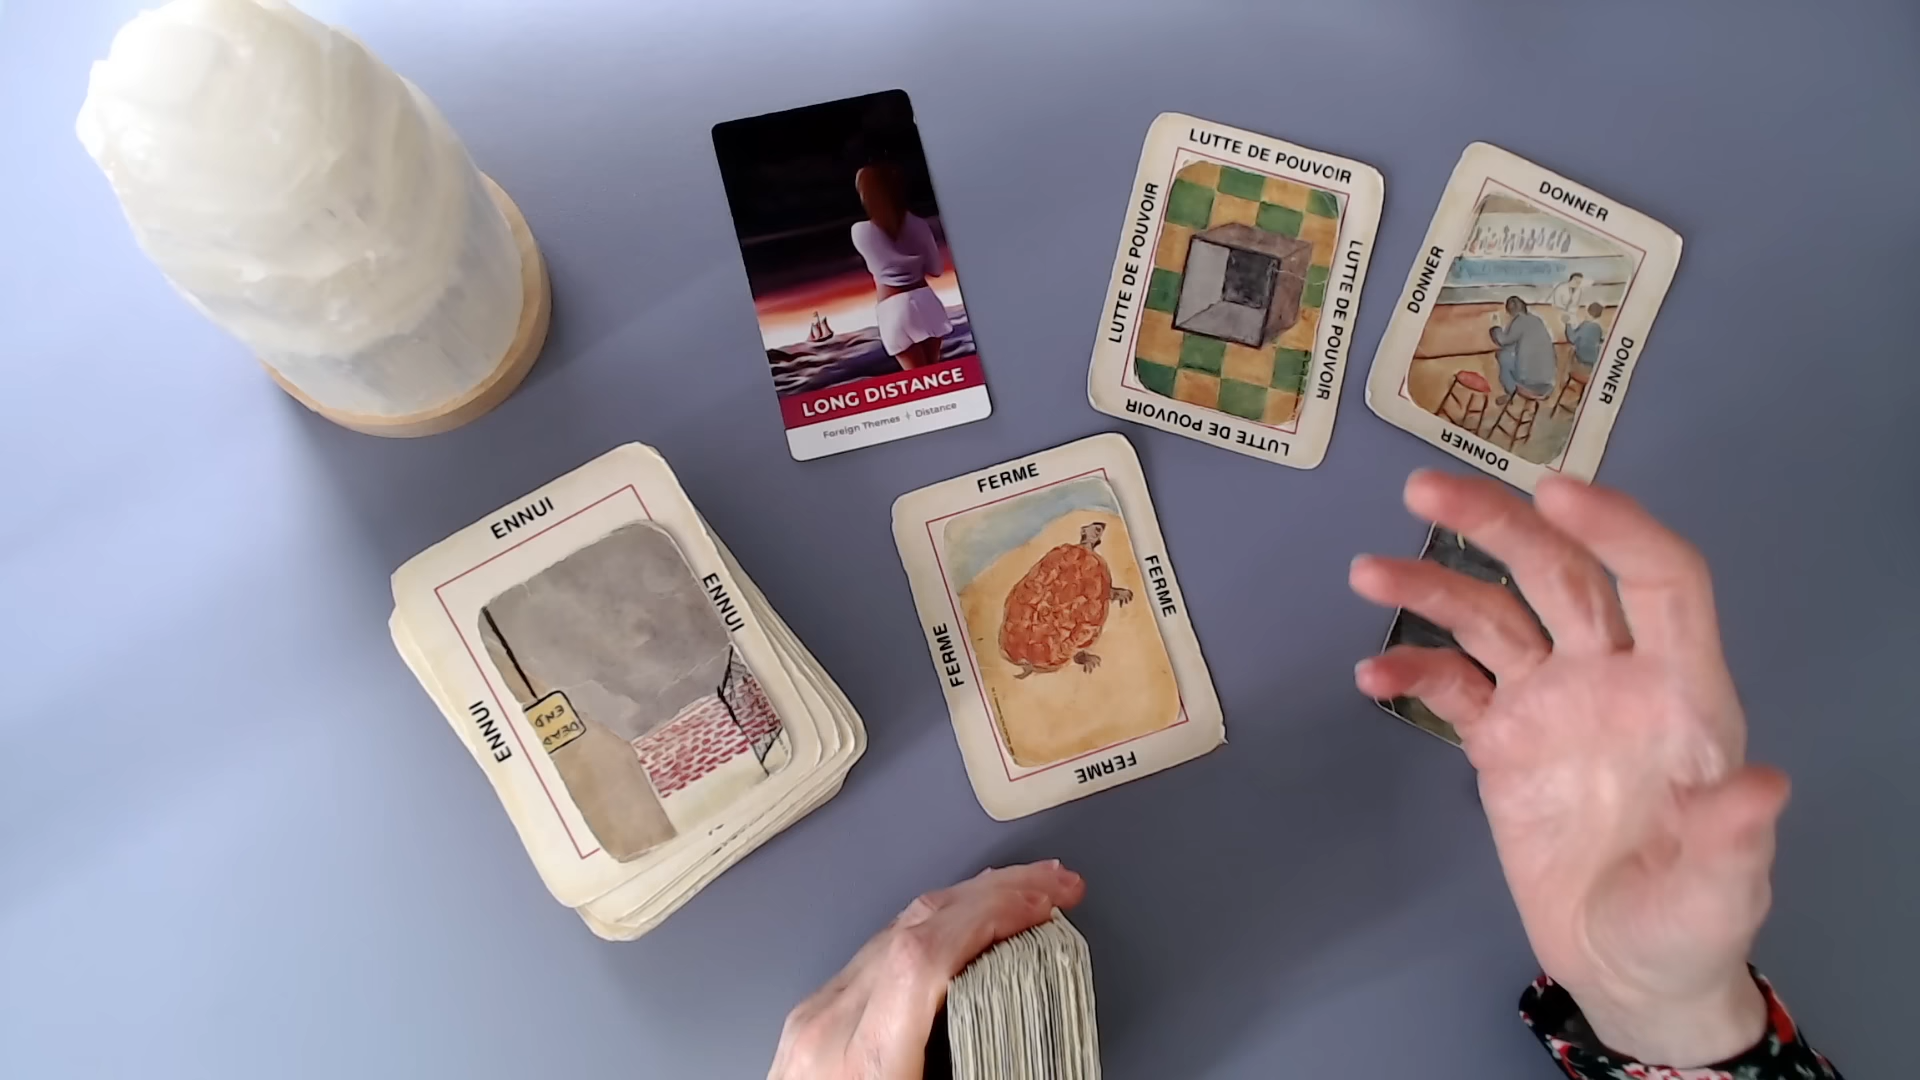 LONG DISTANCE
Foreign Themes + Distance
LUTTE DE POUVOIR
LUTTE DE POUVOIR
LUTTE DE POUVOIR
LUTTE DE POUVOIR
DONNER
DONNER
DONNER
DONNER
ENNUI
ENNUI
ENNUI
DEAD
END
FERME
FERME
FERME
FERME